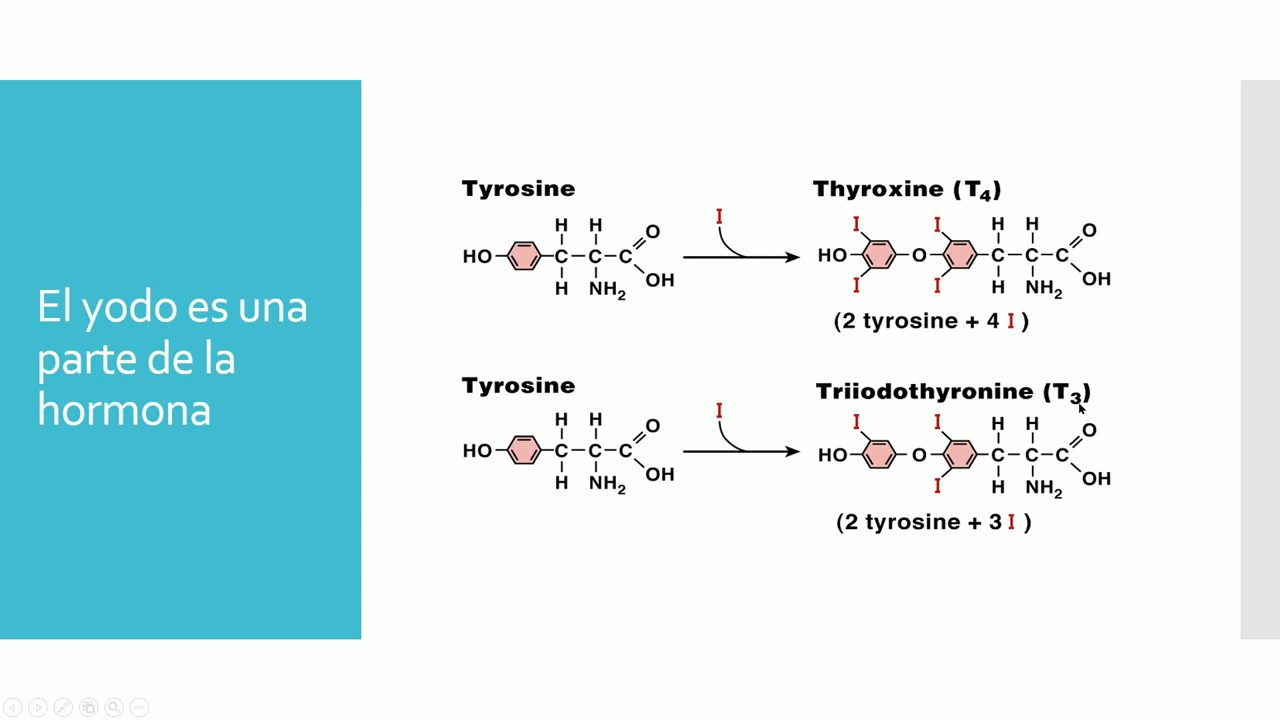 El yodo es una
parte de la
hormona
Tyrosine
I
H H O
HO C C C
H NH2 OH
Thyroxine (T4)
I I H H O
HO O C C C
I I H NH2 OH
(2 tyrosine + 4 I )
Tyrosine
I
H H O
HO C C C
H NH2 OH
Triiodothyronine (T3)
I I H H O
HO O C C C
I H NH2 OH
(2 tyrosine + 3 I )